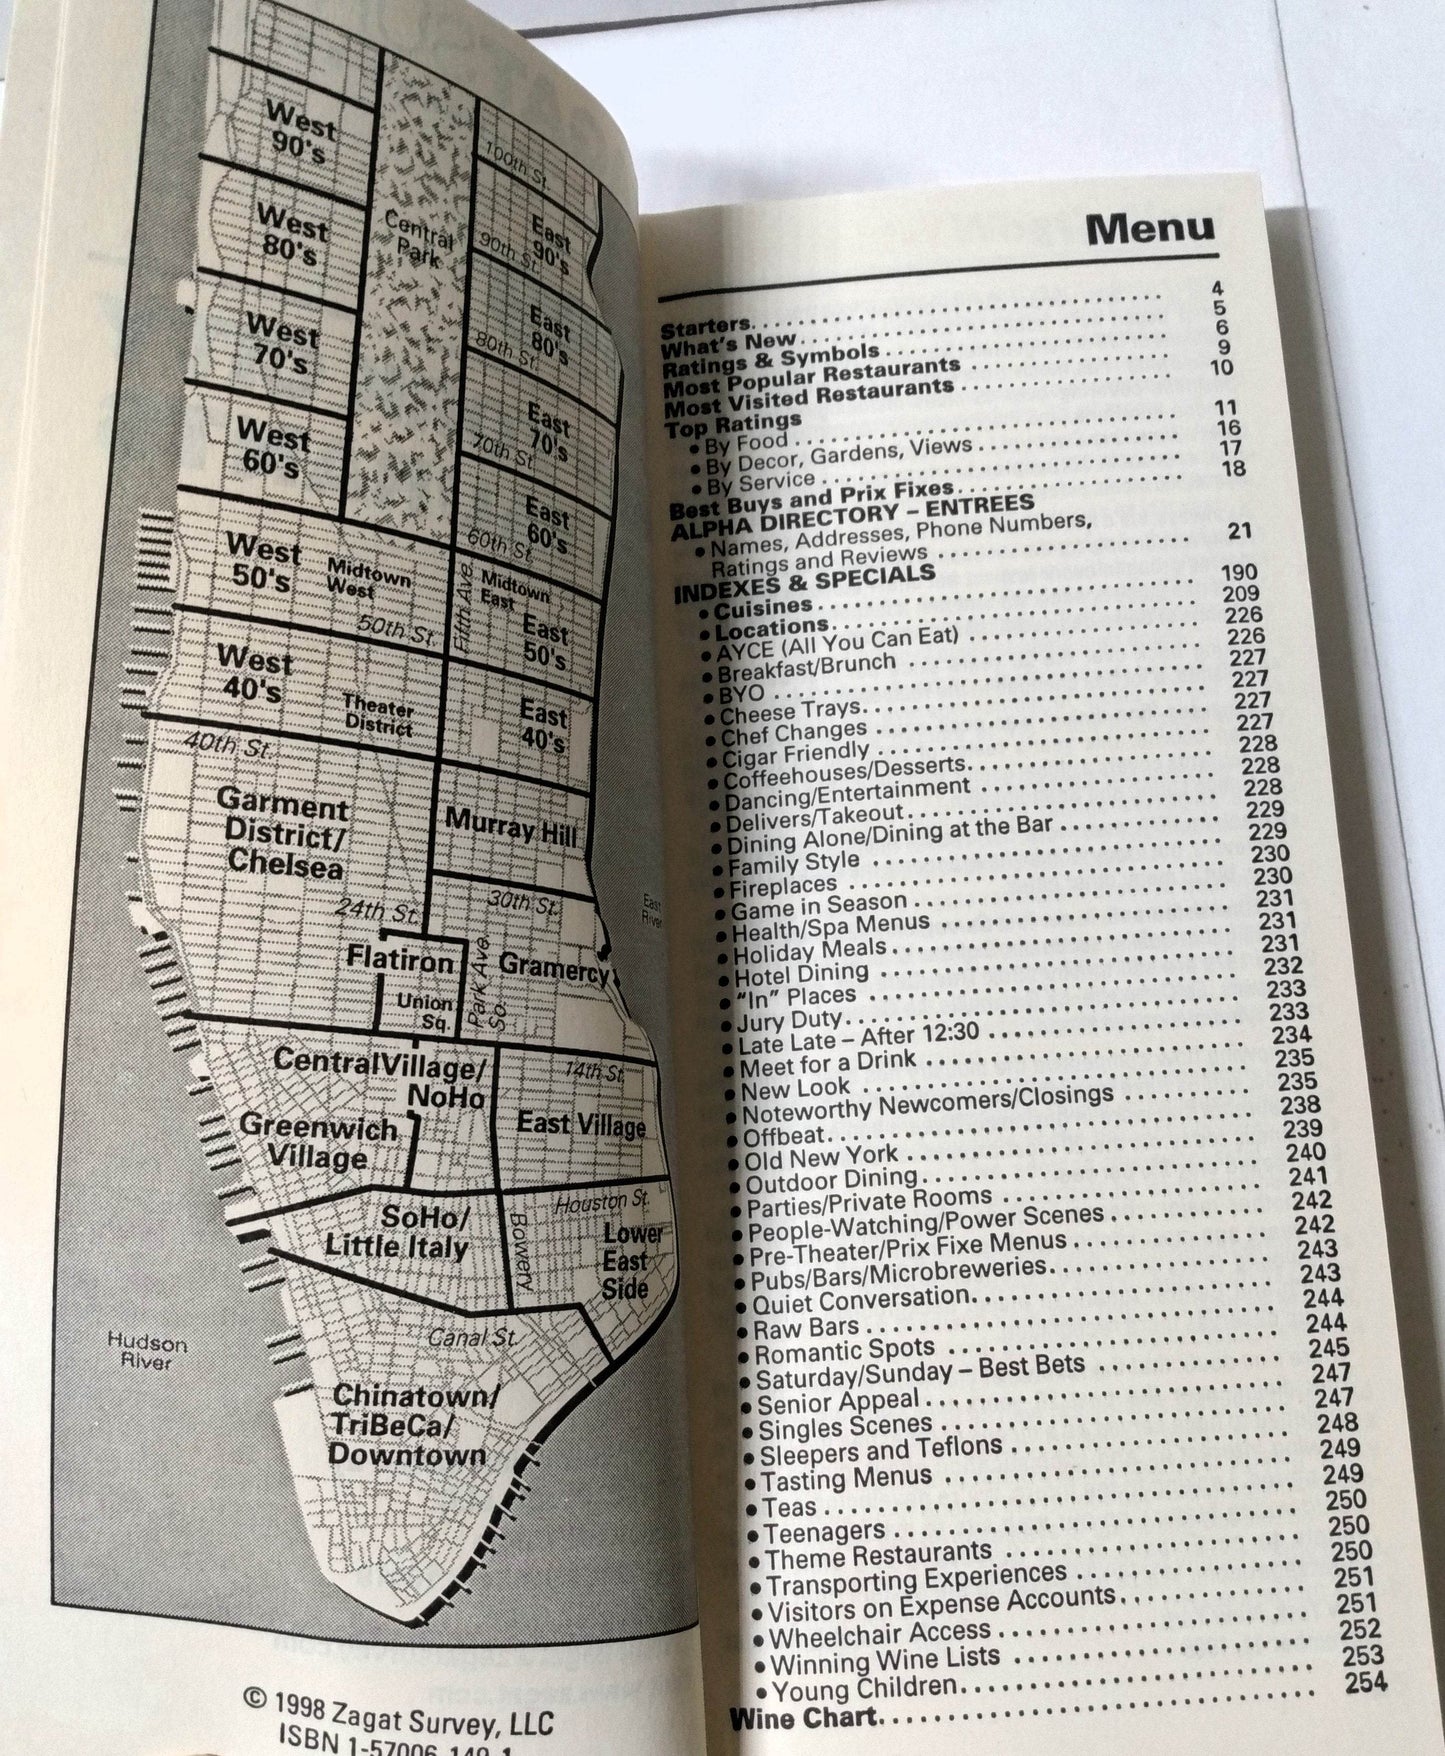 West
90's
Central
Park
100th St.
East
90's
90th St.
West
80's
East
80's
80th St.
West
70's
East
70's
70th St.
West
60's
East
60's
60th St.
West
50's
Midtown
West
Fifth Ave.
Midtown
East
East
50's
50th St.
West
40's
Theater
District
East
40's
40th St.
Garment
District/
Chelsea
Murray Hill
30th St.
24th St.
East
River
Flatiron
Union
Sq.
Park Ave.
So.
Gramercy
Central Village/
NoHo
14th St.
Greenwich
Village
East Village
Houston St.
SoHo/
Little Italy
Bowery
Lower
East
Side
Canal St.
Hudson
River
Chinatown/
TriBeCa/
Downtown
© 1998 Zagat Survey, LLC
ISBN 1-57006-149-1
Menu
Starters 4
What's New 5
Ratings & Symbols 6
Most Popular Restaurants 9
Most Visited Restaurants 10
Top Ratings
• By Food 11
• By Decor, Gardens, Views 16
• By Service 17
Best Buys and Prix Fixes 18
ALPHA DIRECTORY – ENTREES
• Names, Addresses, Phone Numbers,
Ratings and Reviews 21
INDEXES & SPECIALS
• Cuisines 190
• Locations 209
• AYCE (All You Can Eat) 226
• Breakfast/Brunch 226
• BYO 227
• Cheese Trays 227
• Chef Changes 227
• Cigar Friendly 227
• Coffeehouses/Desserts 228
• Dancing/Entertainment 228
• Delivers/Takeout 228
• Dining Alone/Dining at the Bar 229
• Family Style 229
• Fireplaces 230
• Game in Season 230
• Health/Spa Menus 231
• Holiday Meals 231
• Hotel Dining 231
• "In" Places 232
• Jury Duty 233
• Late Late – After 12:30 233
• Meet for a Drink 234
• New Look 235
• Noteworthy Newcomers/Closings 235
• Offbeat 238
• Old New York 239
• Outdoor Dining 240
• Parties/Private Rooms 241
• People-Watching/Power Scenes 242
• Pre-Theater/Prix Fixe Menus 242
• Pubs/Bars/Microbreweries 243
• Quiet Conversation 243
• Raw Bars 244
• Romantic Spots 244
• Saturday/Sunday – Best Bets 245
• Senior Appeal 247
• Singles Scenes 247
• Sleepers and Teflons 248
• Tasting Menus 249
• Teas 249
• Teenagers 250
• Theme Restaurants 250
• Transporting Experiences 250
• Visitors on Expense Accounts 251
• Wheelchair Access 251
• Winning Wine Lists 252
• Young Children 253
Wine Chart 254